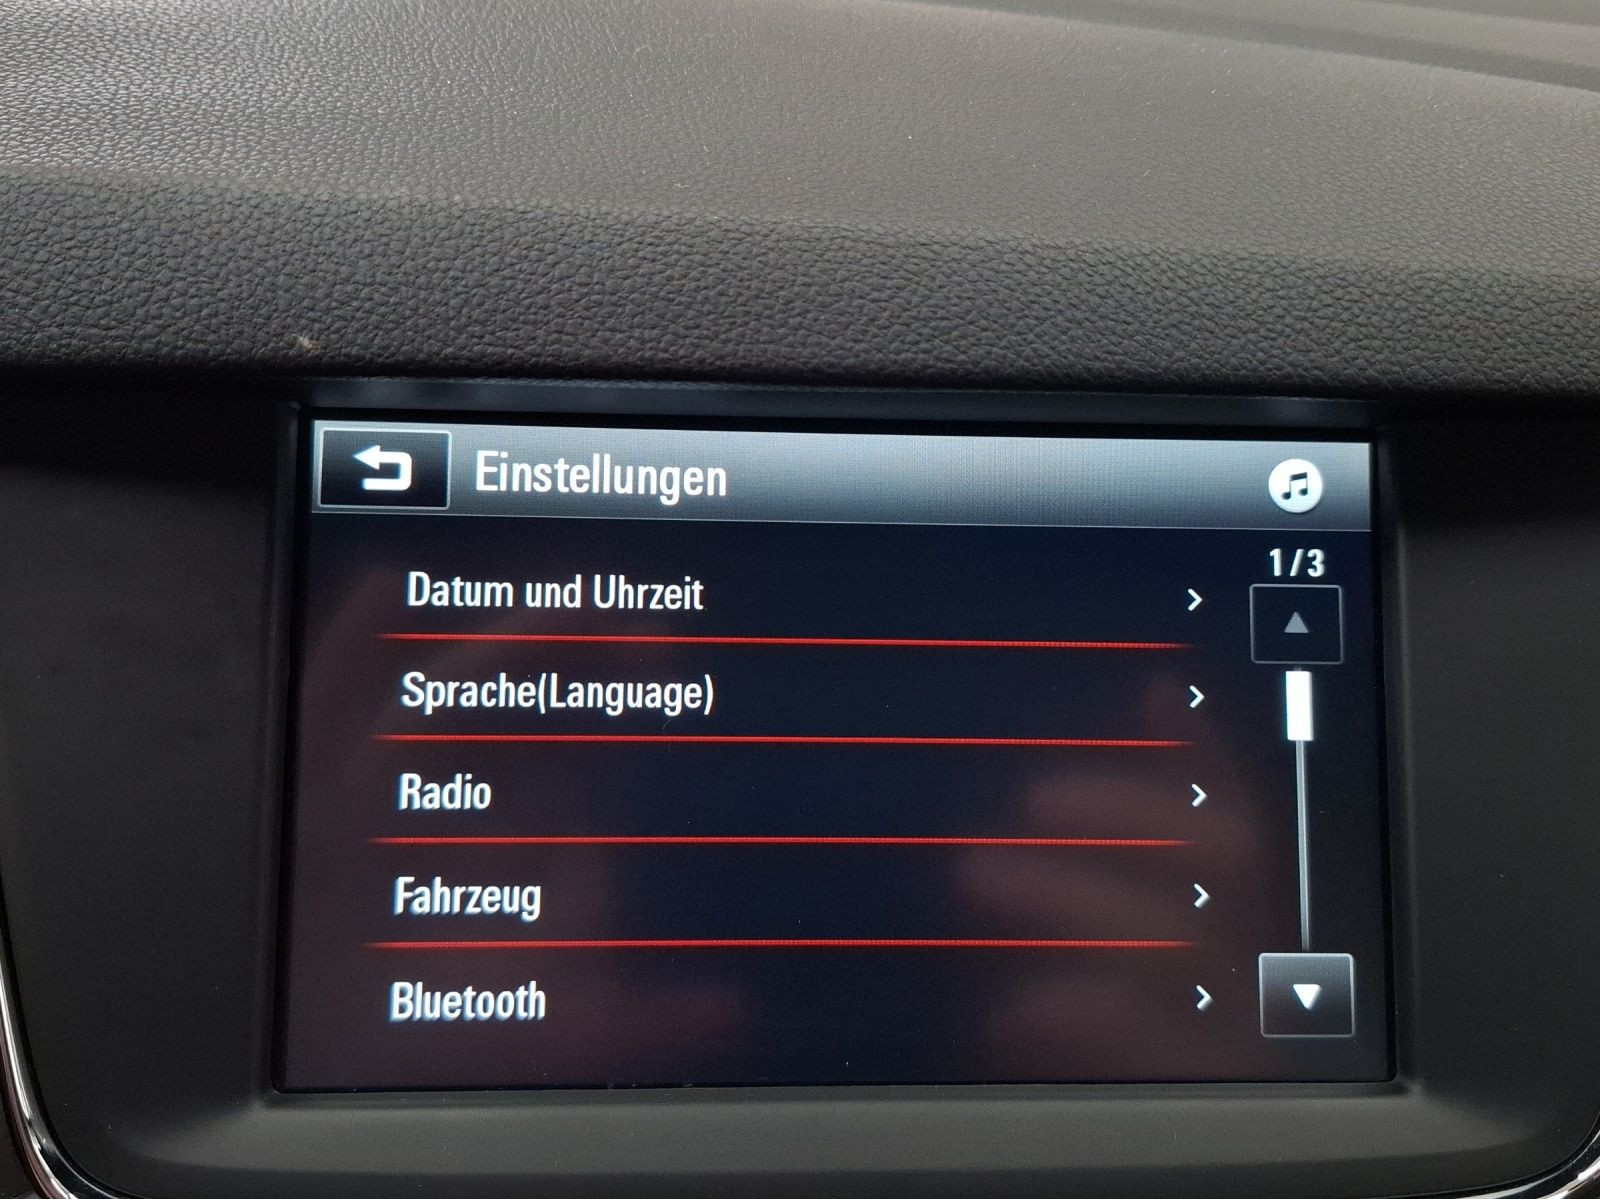 Einstellungen
1/3
Datum und Uhrzeit
Sprache(Language)
Radio
Fahrzeug
Bluetooth